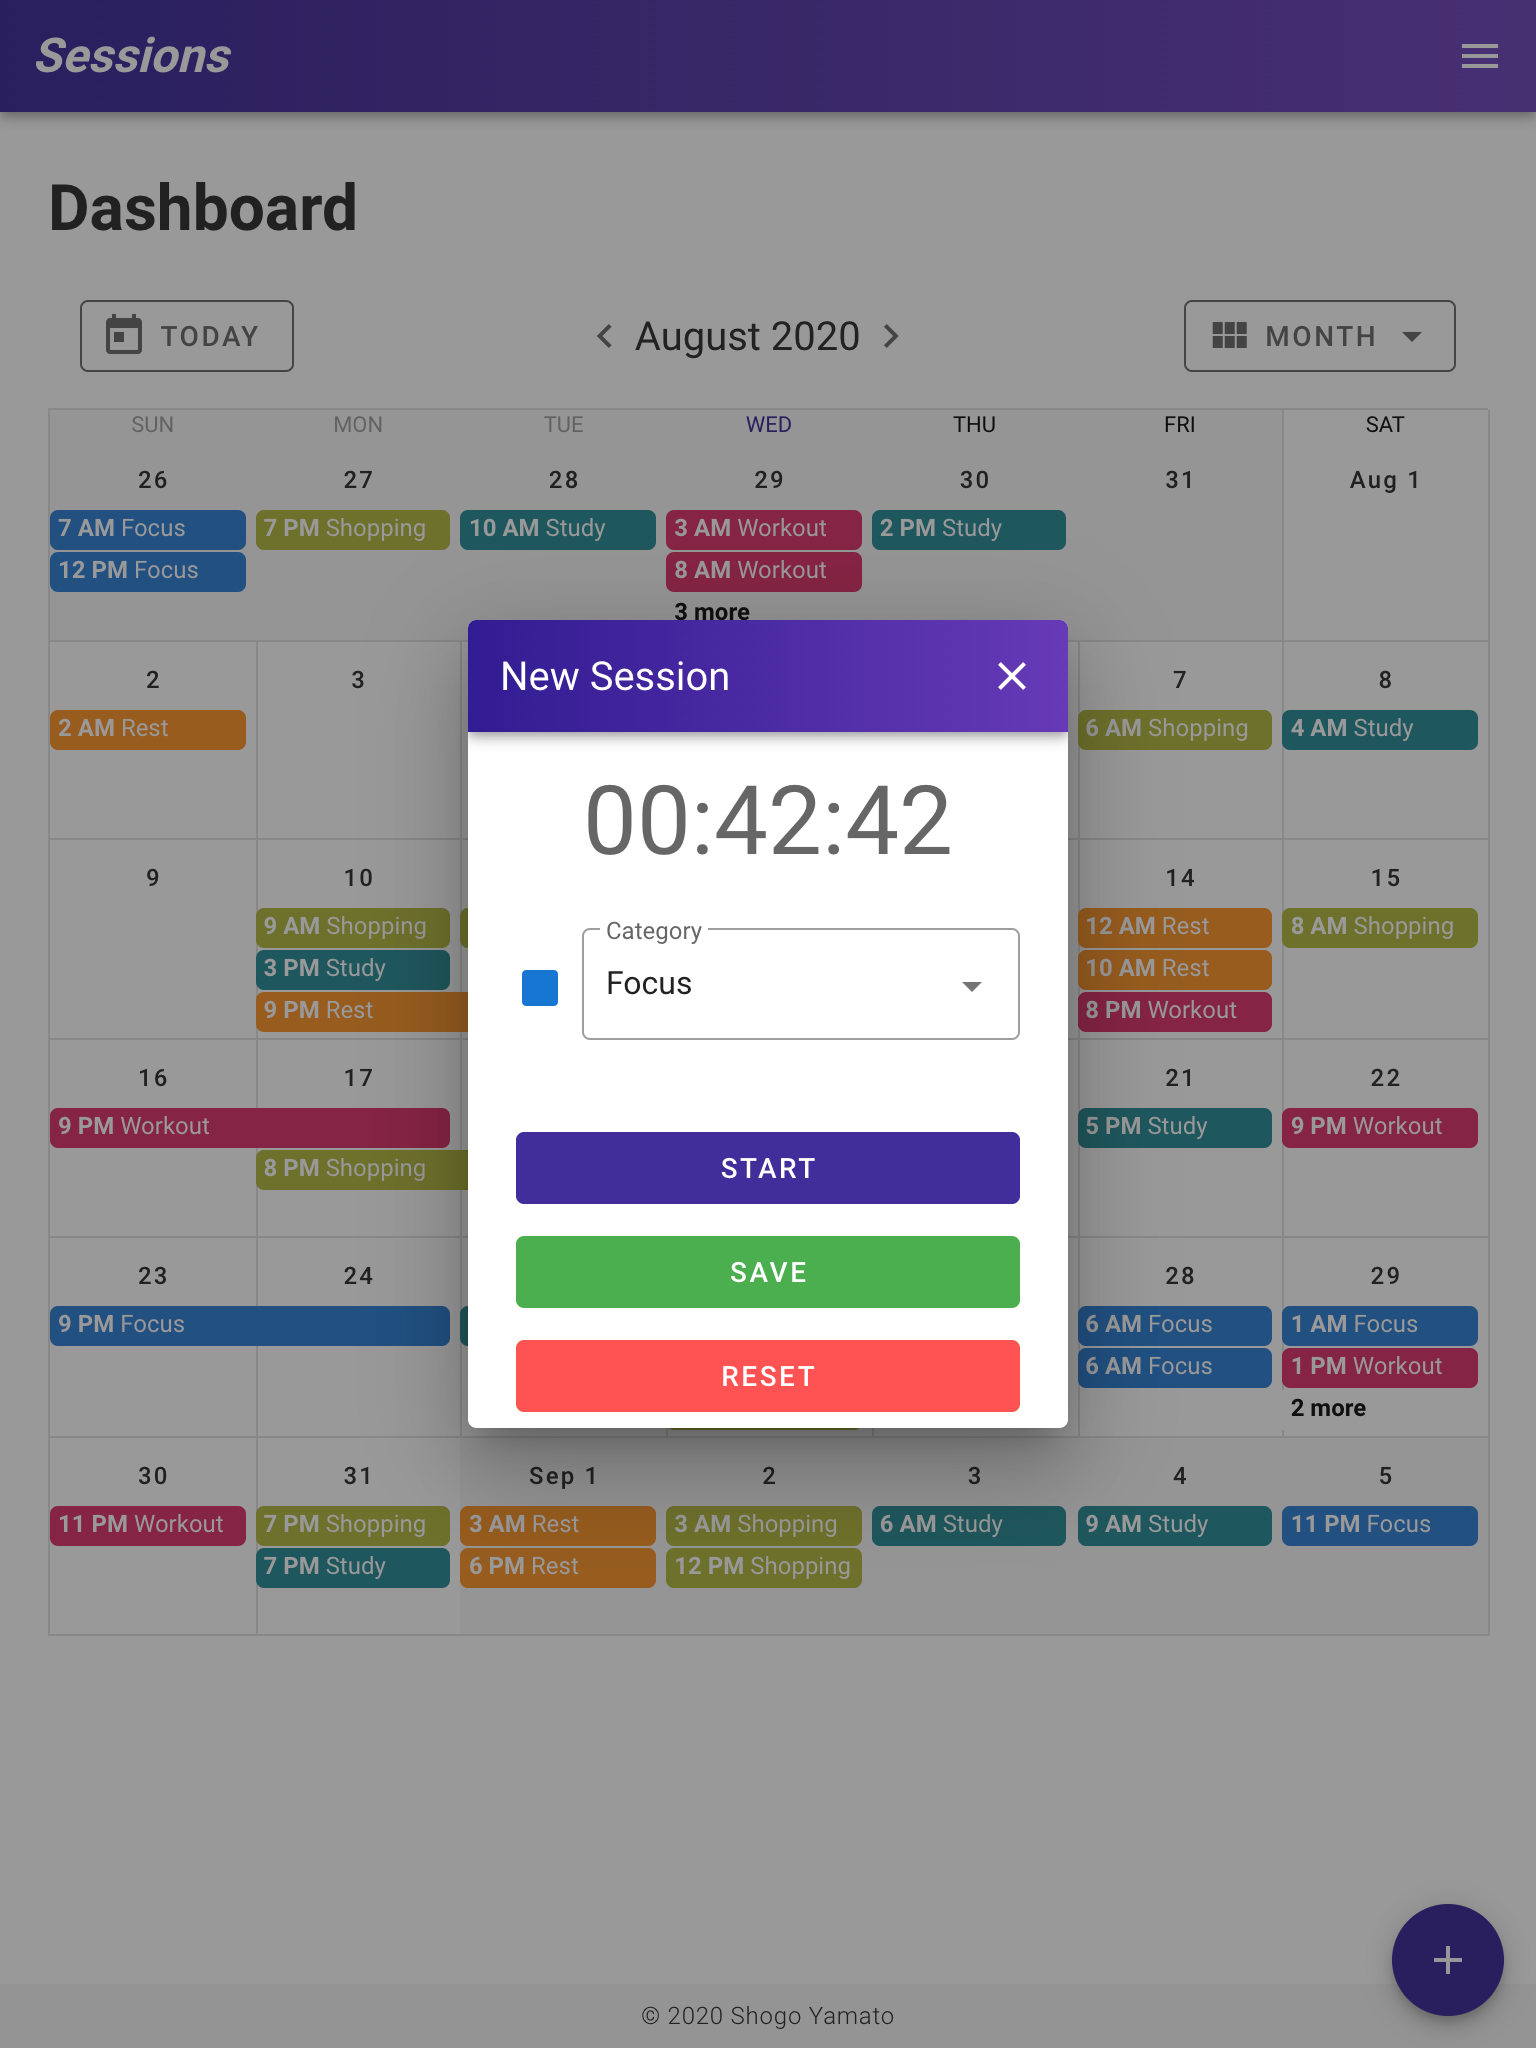 Sessions
Dashboard
TODAY
August 2020
MONTH
SUN MON TUE WED THU FRI SAT
26 27 28 29 30 31 Aug 1
7 AM Focus 7 PM Shopping 10 AM Study 3 AM Workout 2 PM Study
12 PM Focus 8 AM Workout
3 more
New Session
2 3 7 8
2 AM Rest 6 AM Shopping 4 AM Study
00:42:42
9 10 14 15
9 AM Shopping 12 AM Rest 8 AM Shopping
Category
3 PM Study 10 AM Rest
Focus
9 PM Rest 8 PM Workout
16 17 21 22
9 PM Workout 5 PM Study 9 PM Workout
8 PM Shopping
START
SAVE
23 24 28 29
9 PM Focus 6 AM Focus 1 AM Focus
6 AM Focus 1 PM Workout
RESET
2 more
30 31 Sep 1 2 3 4 5
11 PM Workout 7 PM Shopping 3 AM Rest 3 AM Shopping 6 AM Study 9 AM Study 11 PM Focus
7 PM Study 6 PM Rest 12 PM Shopping
© 2020 Shogo Yamato